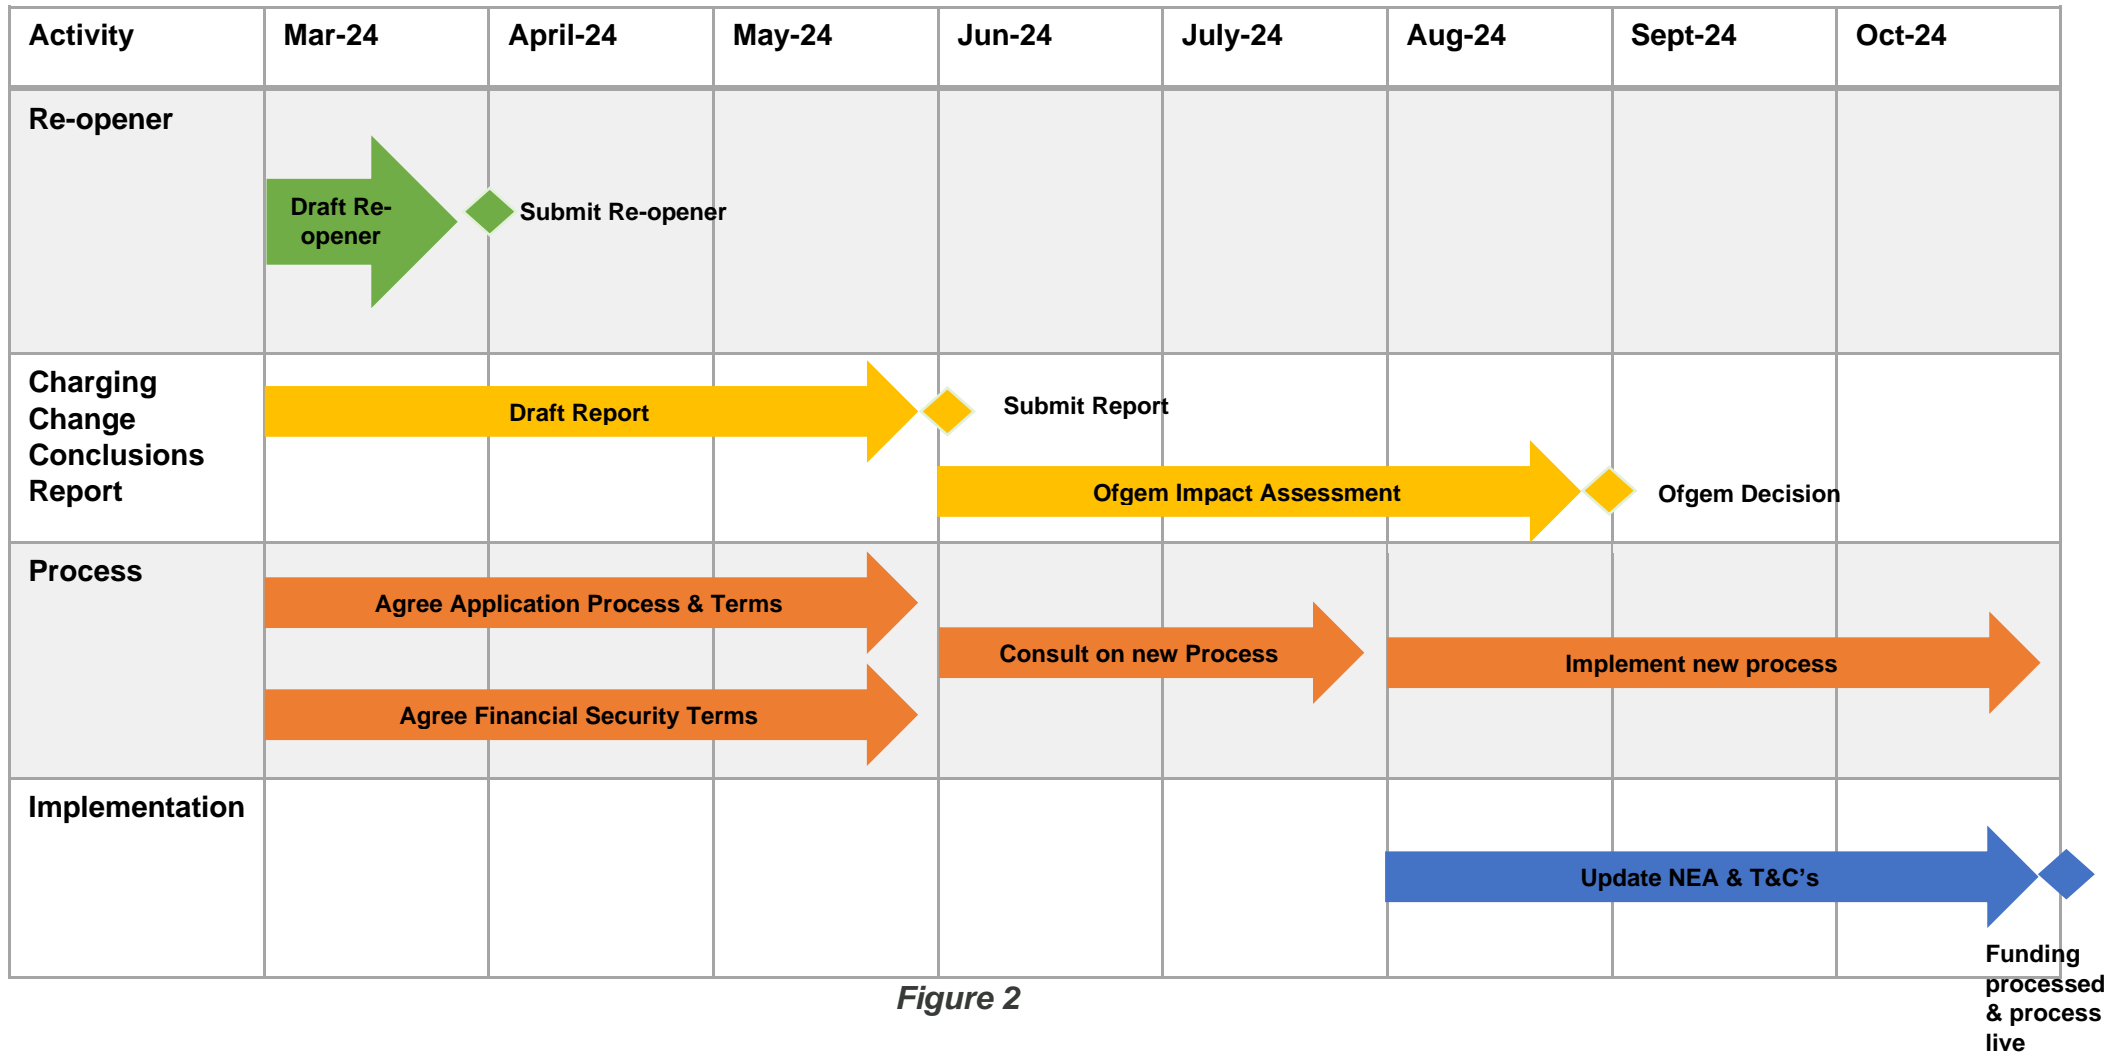 Activity
Mar-24
April-24
May-24
Jun-24
July-24
Aug-24
Sept-24
Oct-24
Re-opener
Draft Re-
opener
Submit Re-opener
Charging
Change
Conclusions
Report
Draft Report
Submit Report
Ofgem Impact Assessment
Ofgem Decision
Process
Agree Application Process & Terms
Consult on new Process
Implement new process
Agree Financial Security Terms
Implementation
Update NEA & T&C’s
Funding
processed
& process
live
Figure 2